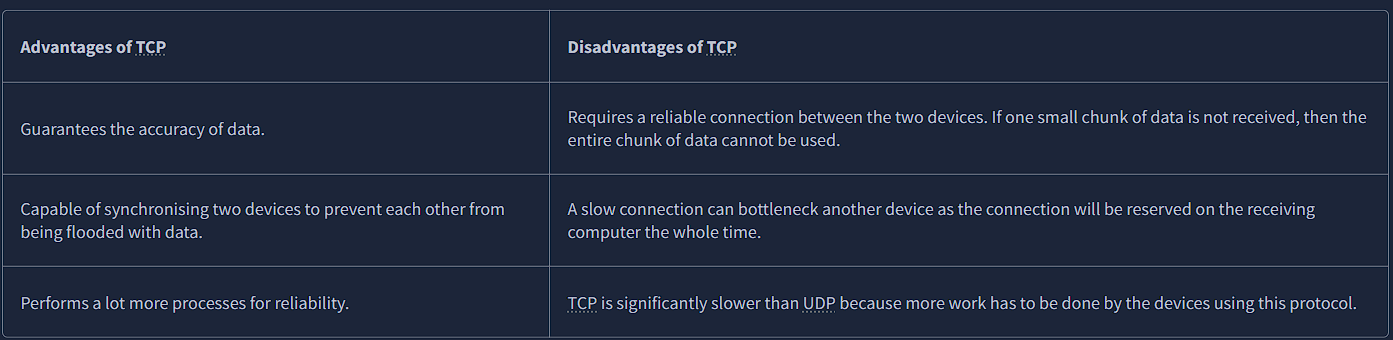 Advantages of TCP
Disadvantages of TCP
Guarantees the accuracy of data.
Requires a reliable connection between the two devices. If one small chunk of data is not received, then the
entire chunk of data cannot be used.
Capable of synchronising two devices to prevent each other from
being flooded with data.
A slow connection can bottleneck another device as the connection will be reserved on the receiving
computer the whole time.
Performs a lot more processes for reliability.
TCP is significantly slower than UDP because more work has to be done by the devices using this protocol.